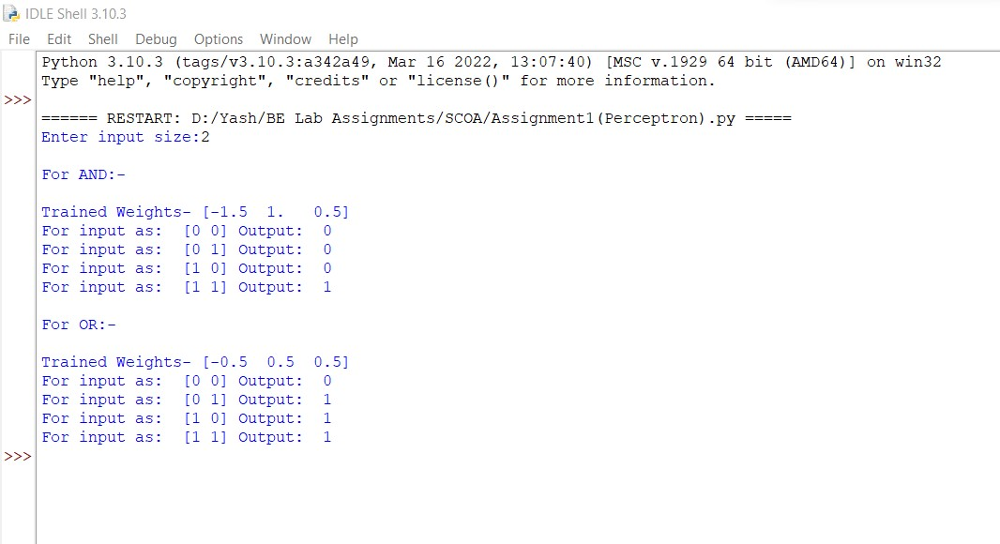 IDLE Shell 3.10.3
File Edit Shell Debug Options Window Help
Python 3.10.3 (tags/v3.10.3:a342a49, Mar 16 2022, 13:07:40) [MSC v.1929 64 bit (AMD64)] on win32
Type "help", "copyright", "credits" or "license()" for more information.
>>>
====== RESTART: D:/Yash/BE Lab Assignments/SCOA/Assignment1(Perceptron).py =====
Enter input size:2
For AND:-
Trained Weights- [-1.5  1.   0.5]
For input as:  [0 0] Output:  0
For input as:  [0 1] Output:  0
For input as:  [1 0] Output:  0
For input as:  [1 1] Output:  1
For OR:-
Trained Weights- [-0.5  0.5  0.5]
For input as:  [0 0] Output:  0
For input as:  [0 1] Output:  1
For input as:  [1 0] Output:  1
For input as:  [1 1] Output:  1
>>>